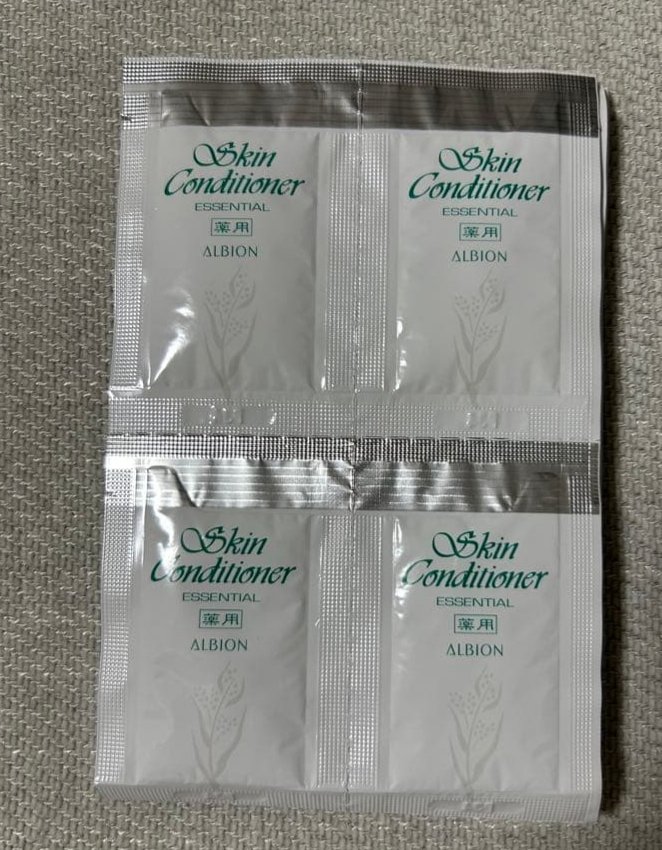 Skin
Conditioner
ESSENTIAL
薬用
ALBION
Skin
Conditioner
ESSENTIAL
薬用
ALBION
Skin
Conditioner
ESSENTIAL
薬用
ALBION
Skin
Conditioner
ESSENTIAL
薬用
ALBION